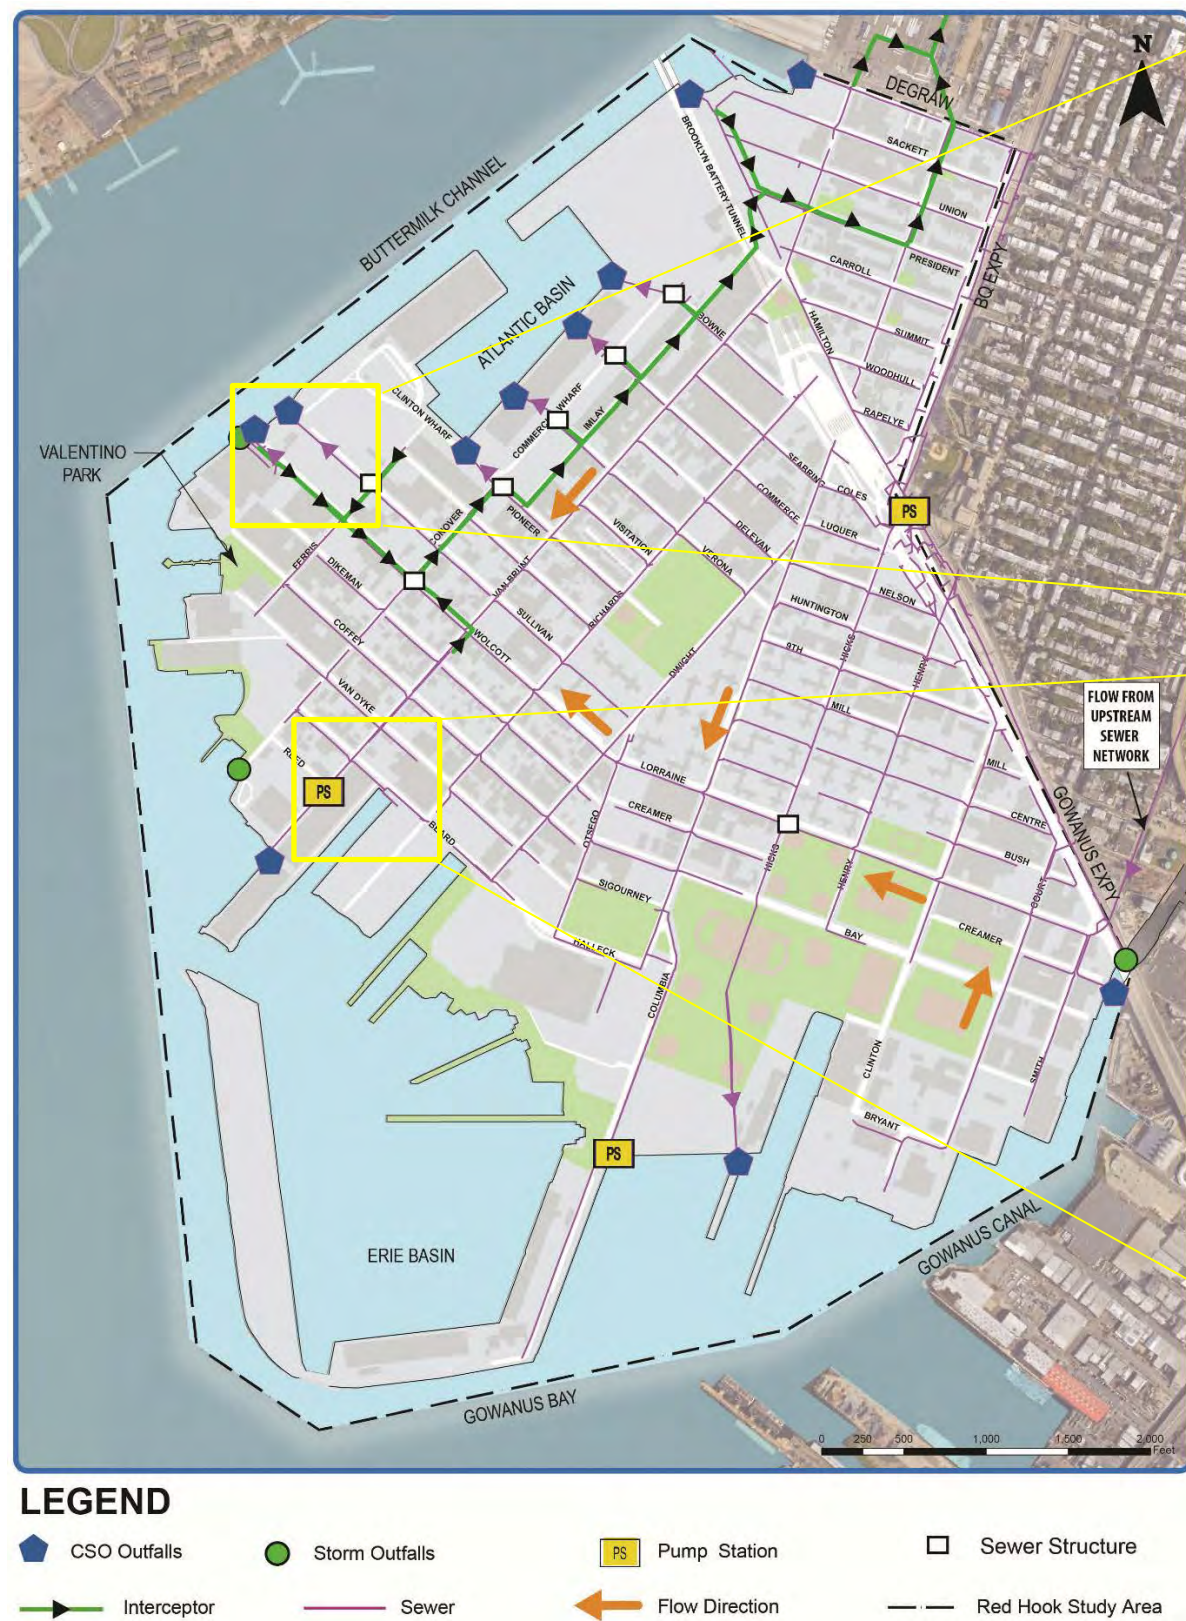 N
DEGRAW
SACKETT
BROOKLYN BATTERY TUNNEL
UNION
BUTTERMILK CHANNEL
PRESIDENT
CARROLL
BQ EXPY
ATLANTIC BASIN
BOWNE
HAMILTON
SUMMIT
WOODHULL
CLINTON WHARF
COMMERCE WHARF
IMLAY
RAPELYE
VALENTINO
PARK
SEABRING
COLES
COMMERCE
PS
CONOVER
PIONEER
LUQUER
VISITATION
DELEVAN
VERONA
FERRIS
DIKEMAN
VAN BRUNT
NELSON
RICHARDS
HUNTINGTON
COFFEY
SULLIVAN
WOLCOTT
9TH
HICKS
HENRY
DWIGHT
VAN DYKE
MILL
FLOW FROM
UPSTREAM
SEWER
NETWORK
REED
LORRAINE
MILL
PS
CREAMER
CENTRE
GOWANUS EXPY
BEARD
OTSEGO
HICKS
BUSH
HENRY
COURT
SIGOURNEY
CREAMER
BAY
HALLECK
COLUMBIA
CLINTON
SMITH
BRYANT
PS
GOWANUS CANAL
ERIE BASIN
GOWANUS BAY
0 250 500 1,000 1,500 2,000
Feet
LEGEND
CSO Outfalls
Storm Outfalls
PS Pump Station
Sewer Structure
Interceptor
Sewer
Flow Direction
Red Hook Study Area